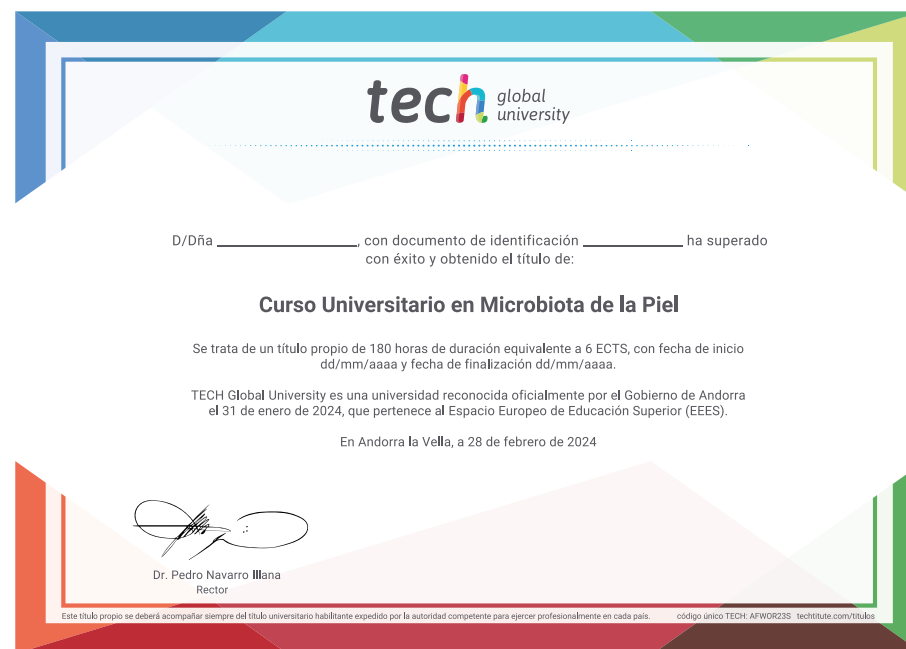 tech global
university
D/Dña ______________, con documento de identificación __________ ha superado
con éxito y obtenido el título de:
Curso Universitario en Microbiota de la Piel
Se trata de un título propio de 180 horas de duración equivalente a 6 ECTS, con fecha de inicio
dd/mm/aaaa y fecha de finalización dd/mm/aaaa.
TECH Global University es una universidad reconocida oficialmente por el Gobierno de Andorra
el 31 de enero de 2024, que pertenece al Espacio Europeo de Educación Superior (EEES).
En Andorra la Vella, a 28 de febrero de 2024
Dr. Pedro Navarro Illana
Rector
Este título propio se deberá acompañar siempre del título universitario habilitante expedido por la autoridad competente para ejercer profesionalmente en cada país. código único TECH: AFWOR23S techtitute.com/titulos